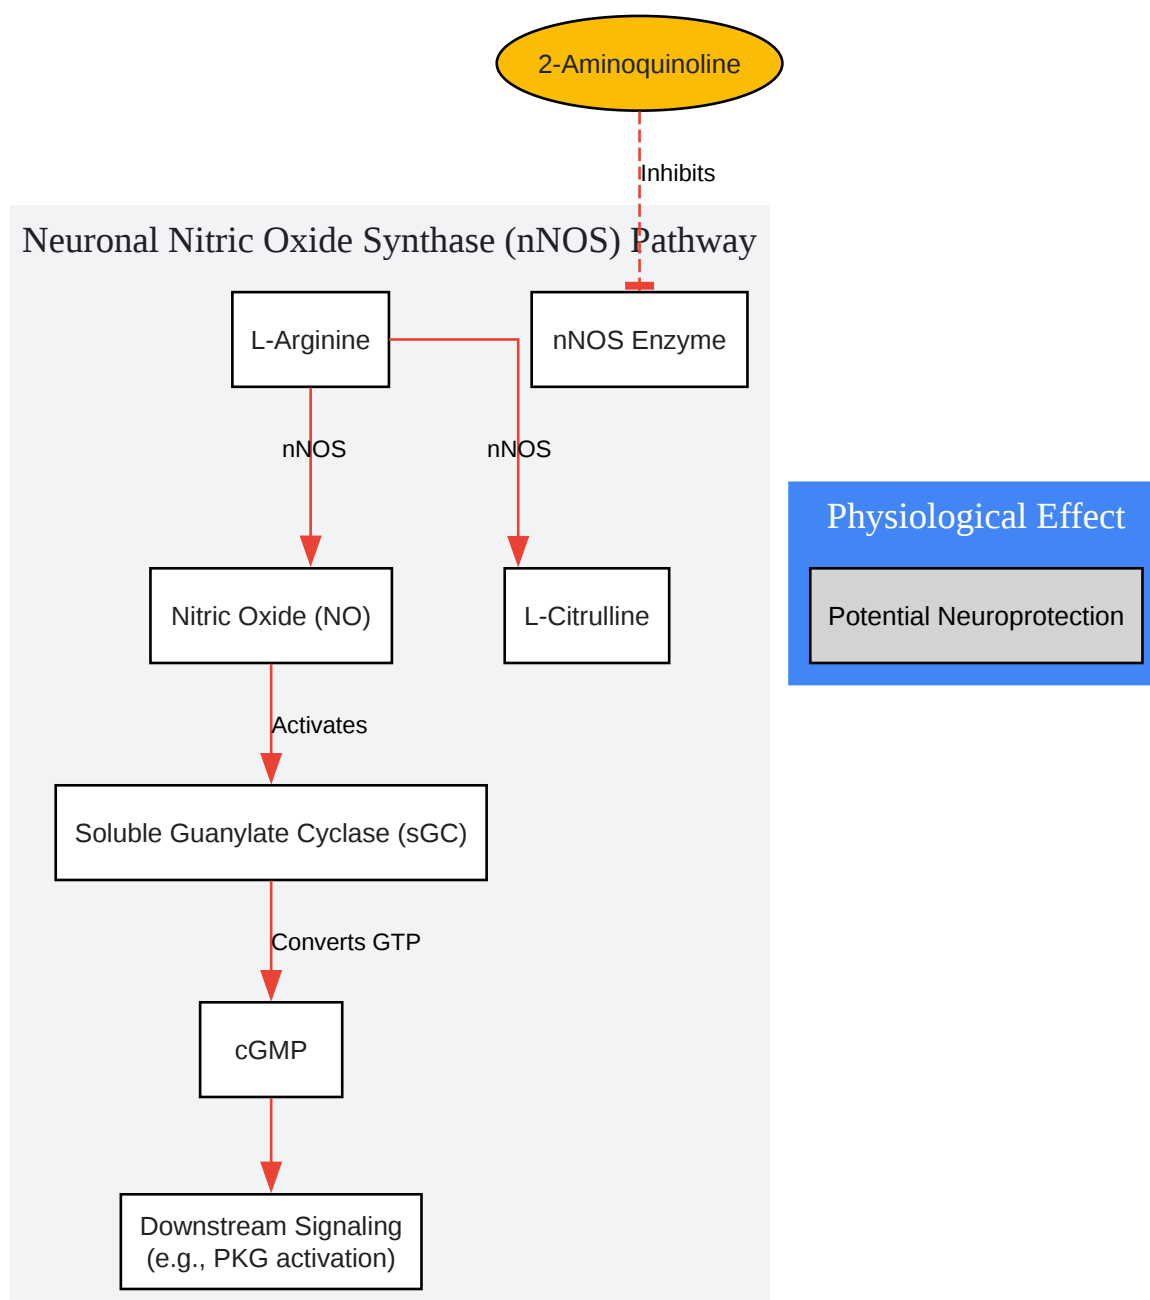 2-Aminoquinoline
Inhibits
Neuronal Nitric Oxide Synthase (nNOS) Pathway
L-Arginine
nNOS Enzyme
nNOS
nNOS
Physiological Effect
Nitric Oxide (NO)
L-Citrulline
Potential Neuroprotection
Activates
Soluble Guanylate Cyclase (sGC)
Converts GTP
cGMP
Downstream Signaling
(e.g., PKG activation)